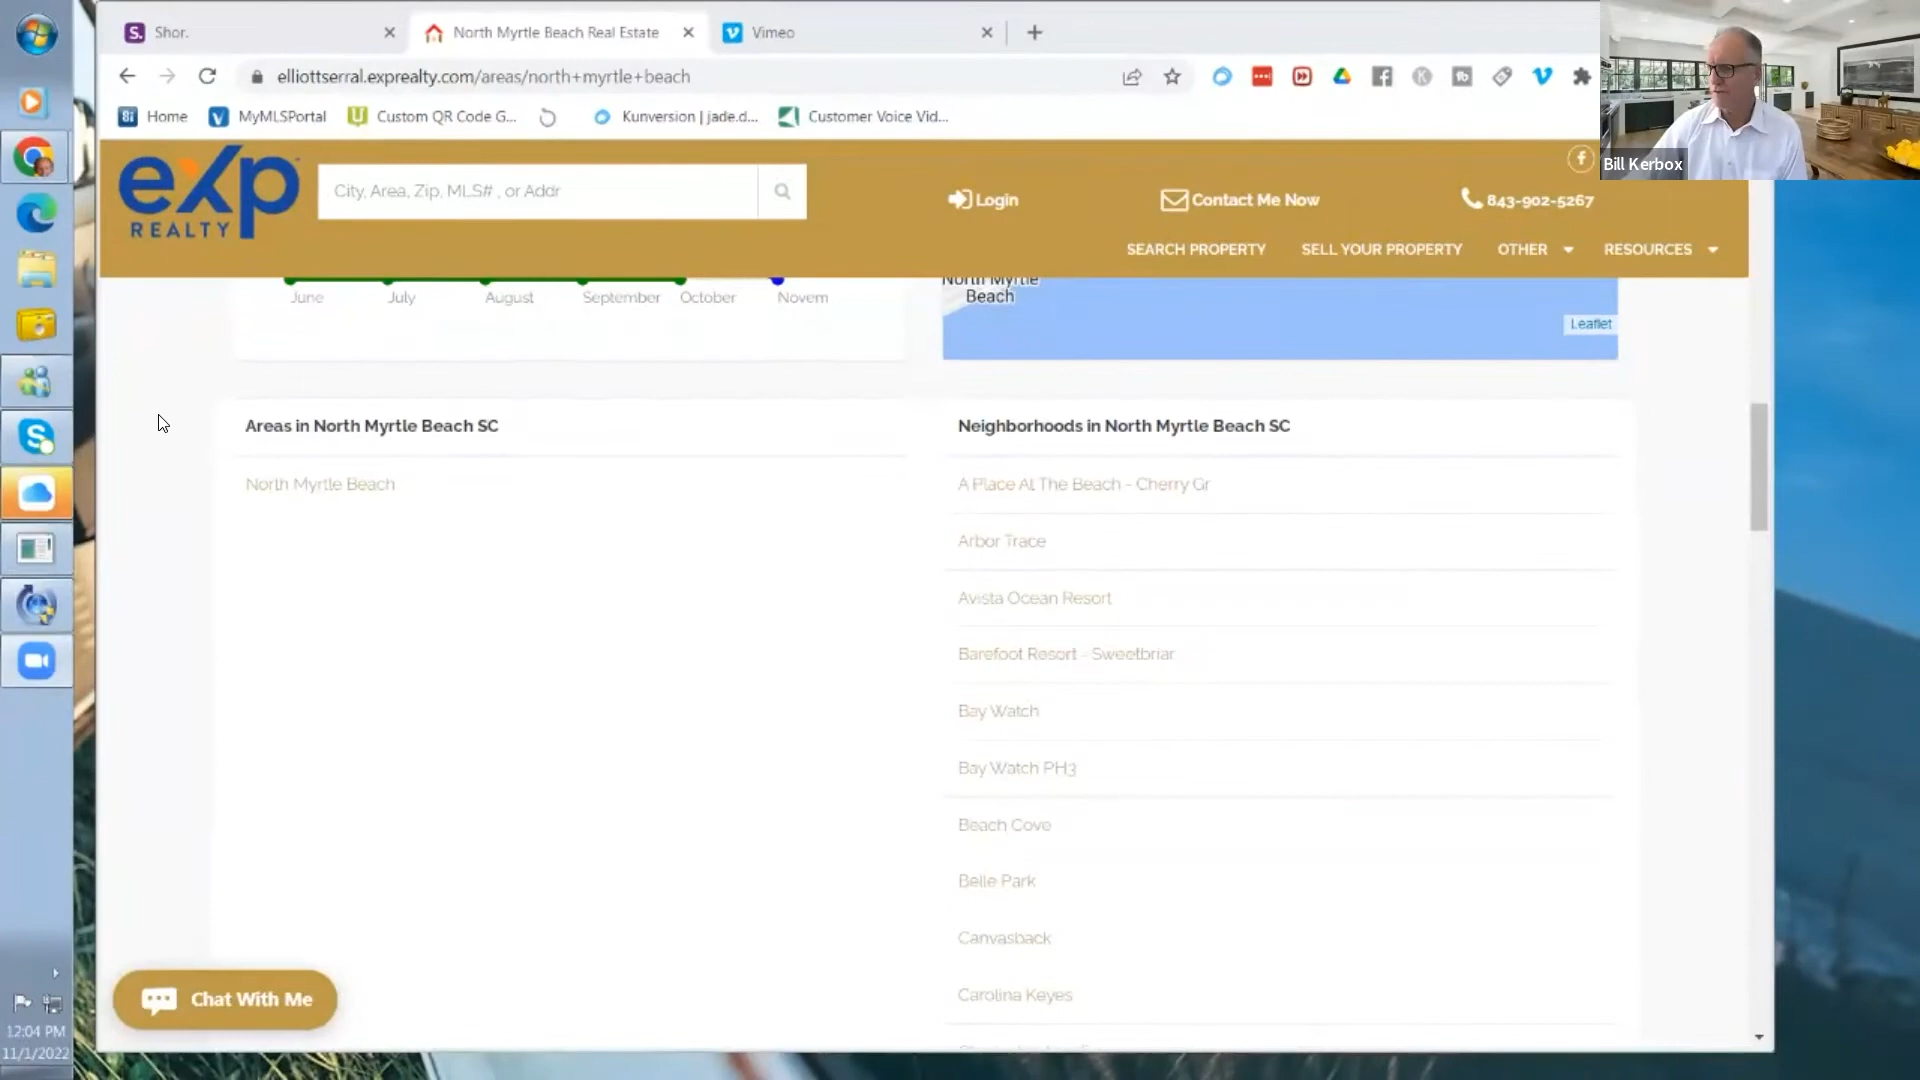 Shor.
North Myrtle Beach Real Estate
Vimeo
elliottserral.exprealty.com/areas/north+myrtle+beach
Home
MyMLSPortal
Custom QR Code G...
Kunversion | jade.d...
Customer Voice Vid...
Bill Kerbox
exp
REALTY
City, Area, Zip, MLS# , or Addr
Login
Contact Me Now
843-902-5267
SEARCH PROPERTY
SELL YOUR PROPERTY
OTHER
RESOURCES
June
July
August
September
October
Novem
North Myrtle
Beach
Leaflet
Areas in North Myrtle Beach SC
North Myrtle Beach
Neighborhoods in North Myrtle Beach SC
A Place At The Beach - Cherry Gr
Arbor Trace
Avista Ocean Resort
Barefoot Resort - Sweetbriar
Bay Watch
Bay Watch PH3
Beach Cove
Belle Park
Canvasback
Carolina Keyes
Chat With Me
12:04 PM
11/1/2022